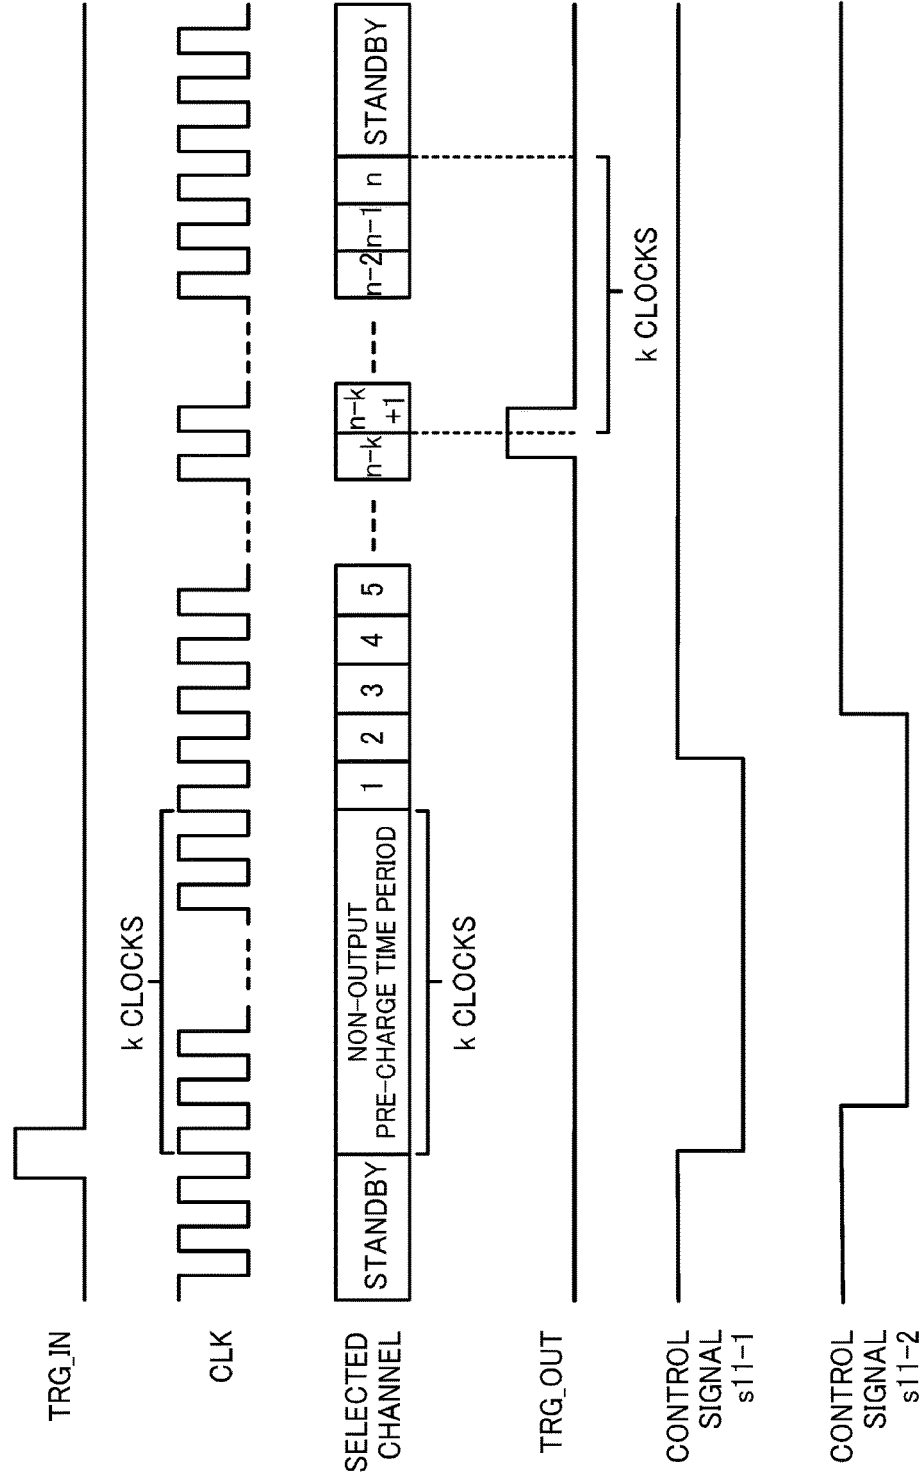 TRG_IN
k CLOCKS
CLK
SELECTED
CHANNEL
STANDBY
NON-OUTPUT
PRE-CHARGE TIME PERIOD
1
2
3
4
5
n-k
n-k
+1
n-2
n-1
n
STANDBY
k CLOCKS
TRG_OUT
k CLOCKS
CONTROL
SIGNAL
s11-1
CONTROL
SIGNAL
s11-2